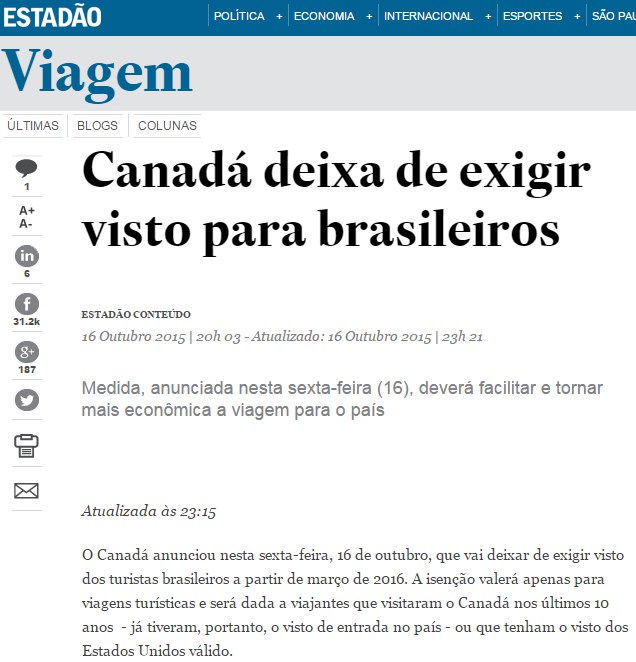 ESTADÃO
POLÍTICA + ECONOMIA + INTERNACIONAL + ESPORTES + SÃO PAU
Viagem
ÚLTIMAS BLOGS COLUNAS
1
A+
A-
in
6
f
31.2k
g+
187
Canadá deixa de exigir
visto para brasileiros
ESTADÃO CONTEÚDO
16 Outubro 2015 | 20h 03 - Atualizado: 16 Outubro 2015 | 23h 21
Medida, anunciada nesta sexta-feira (16), deverá facilitar e tornar
mais econômica a viagem para o país
Atualizada às 23:15
O Canadá anunciou nesta sexta-feira, 16 de outubro, que vai deixar de exigir visto
dos turistas brasileiros a partir de março de 2016. A isenção valerá apenas para
viagens turísticas e será dada a viajantes que visitaram o Canadá nos últimos 10
anos - já tiveram, portanto, o visto de entrada no país - ou que tenham o visto dos
Estados Unidos válido.